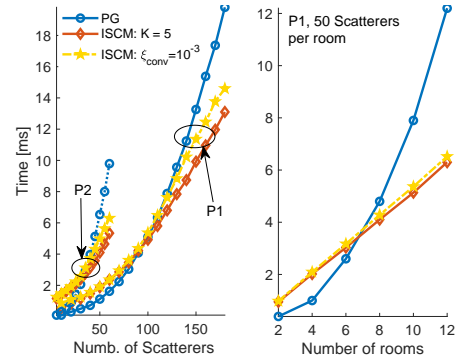 PG
ISCM: K = 5
ISCM: ξconv=10-3
P1, 50 Scatterers
per room
Time [ms]
18
16
14
12
10
8
6
4
2
P2
P1
50
100
150
Numb. of Scatterers
12
10
8
6
4
2
2
4
6
8
10
12
Number of rooms